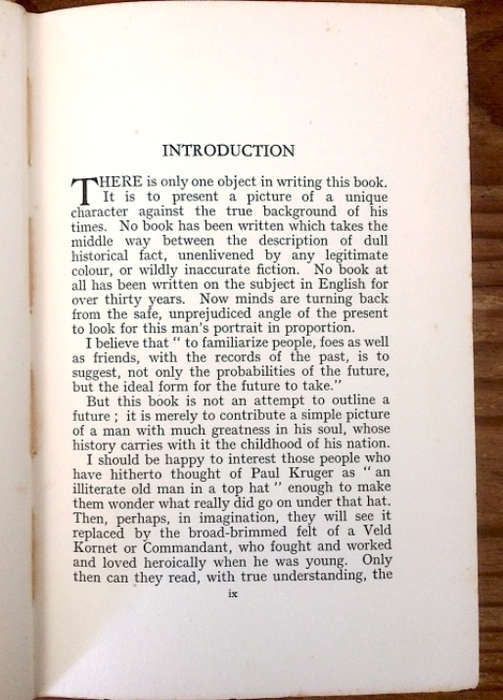 INTRODUCTION
THERE is only one object in writing this book.
It is to present a picture of a unique
character against the true background of his
times. No book has been written which takes the
middle way between the description of dull
historical fact, unenlivened by any legitimate
colour, or wildly inaccurate fiction. No book at
all has been written on the subject in English for
over thirty years. Now minds are turning back
from the safe, unprejudiced angle of the present
to look for this man's portrait in proportion.
I believe that " to familiarize people, foes as well
as friends, with the records of the past, is to
suggest, not only the probabilities of the future,
but the ideal form for the future to take."
But this book is not an attempt to outline a
future ; it is merely to contribute a simple picture
of a man with much greatness in his soul, whose
history carries with it the childhood of his nation.
I should be happy to interest those people who
have hitherto thought of Paul Kruger as " an
illiterate old man in a top hat " enough to make
them wonder what really did go on under that hat.
Then, perhaps, in imagination, they will see it
replaced by the broad-brimmed felt of a Veld
Kornet or Commandant, who fought and worked
and loved heroically when he was young. Only
then can they read, with true understanding, the
ix